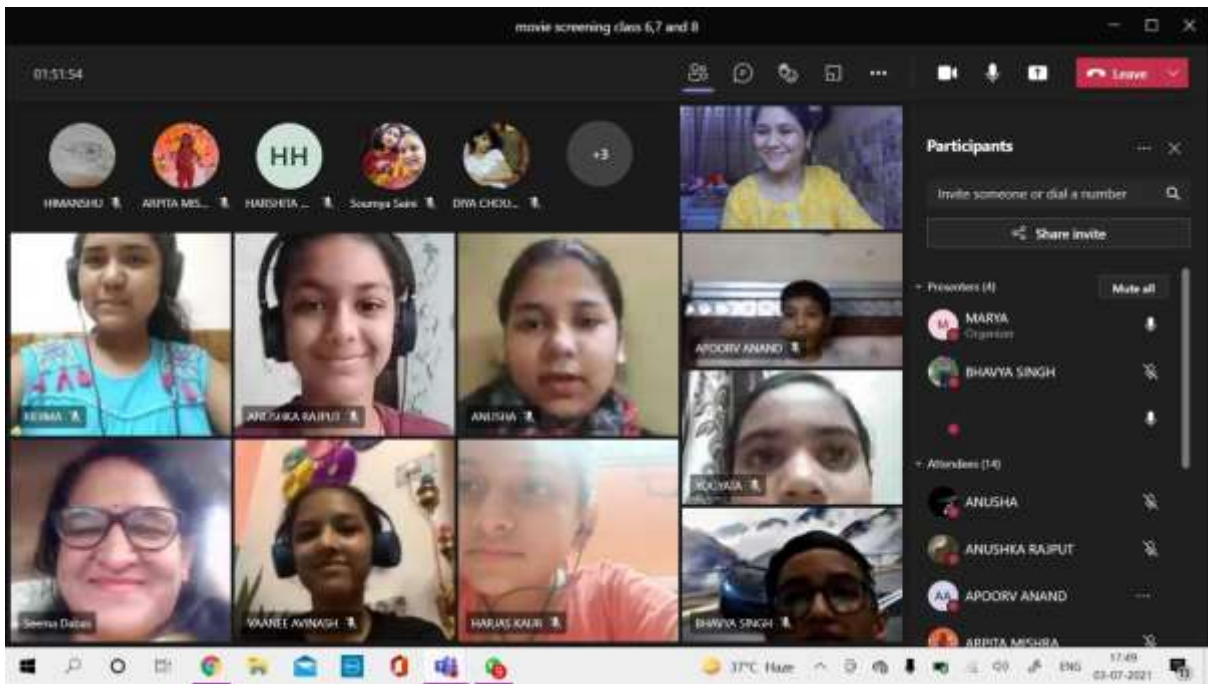 movie screening class 6,7 and 8
01:51:54
Leave
HIMANSHU
ARPITA MIS...
HH
HARSHITA ...
Soumya Saini
DIYA CHOU...
+3
Participants
Invite someone or dial a number
Share invite
Presenters (4)
Mute all
M
MARYA
Organizer
BHAVYA SINGH
Attendees (14)
ANUSHA
ANUSHKA RAJPUT
AA
APOORV ANAND
ARPITA MISHRA
ANUSHKA RAJPUT
ANUSHA
APOORV ANAND
YOGYATA
Seema Dabas
VAANEE AVINASH
HARJAS KAUR
BHAVYA SINGH
37°C Haze
ENG
17:49
03-07-2021